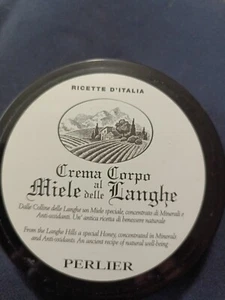 RICETTE D'ITALIA
Crema Corpo
al
Miele delle Langhe
Dalle Colline delle Langhe un Miele speciale, concentrato di Minerali e
Anti-ossidanti. Un' antica ricetta di benessere naturale
From the Langhe Hills a special Honey, concentrated in Minerals
and Anti-oxidants. An ancient recipe of natural well-being
PERLIER